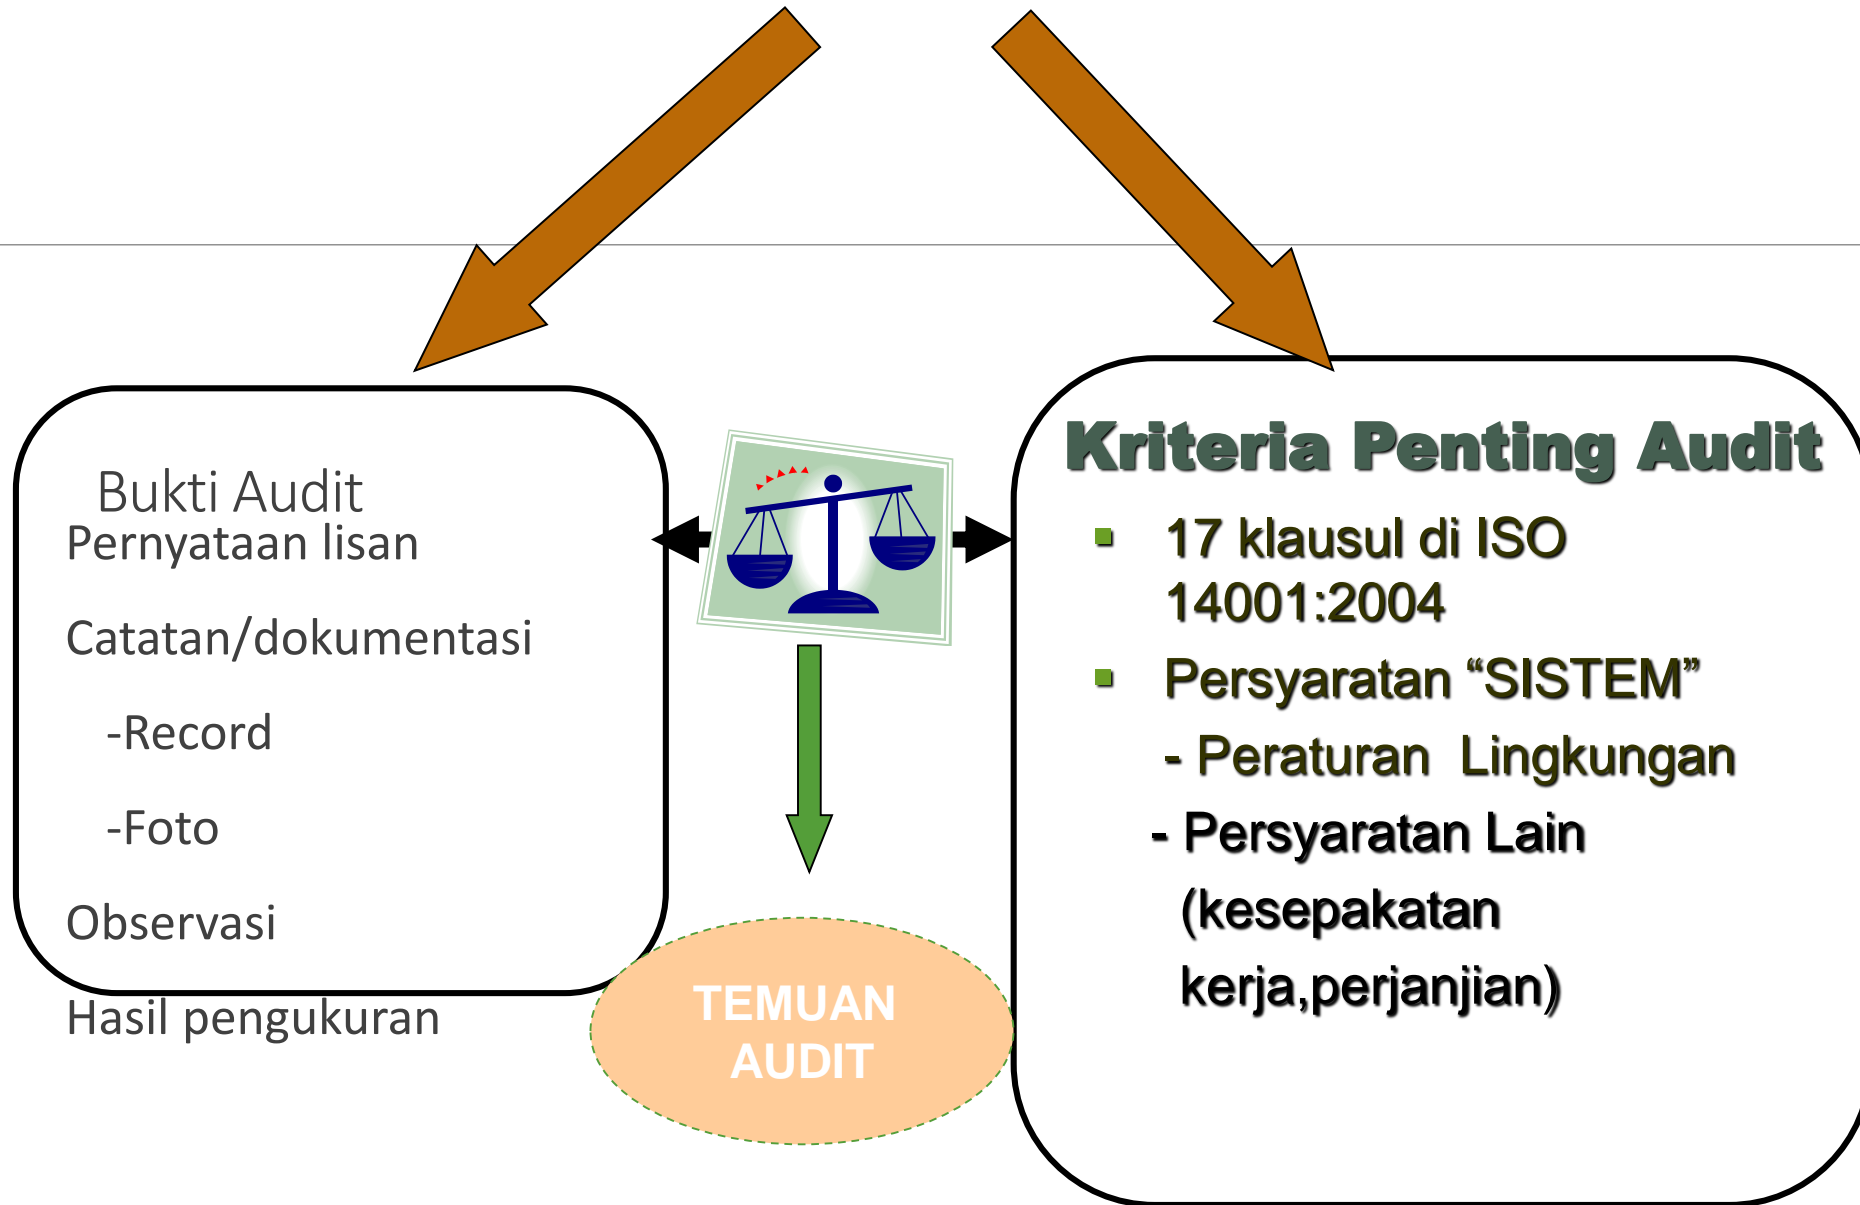 Bukti Audit
Pernyataan lisan
Catatan/dokumentasi
-Record
-Foto
Observasi
Hasil pengukuran
TEMUAN
AUDIT
Kriteria Penting Audit
17 klausul di ISO
14001:2004
Persyaratan “SISTEM”
- Peraturan  Lingkungan
- Persyaratan Lain
(kesepakatan
kerja,perjanjian)